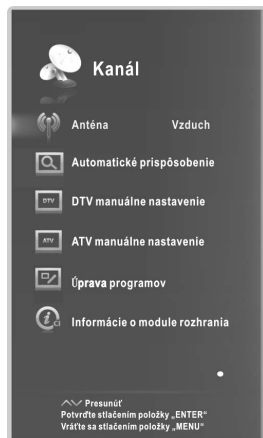 Kanál
Anténa Vzduch
Automatické prispôsobenie
DTV DTV manuálne nastavenie
ATV ATV manuálne nastavenie
Úprava programov
CI Informácie o module rozhrania
Presunúť
Potvrďte stlačením položky „ENTER“
Vráťte sa stlačením položky „MENU“